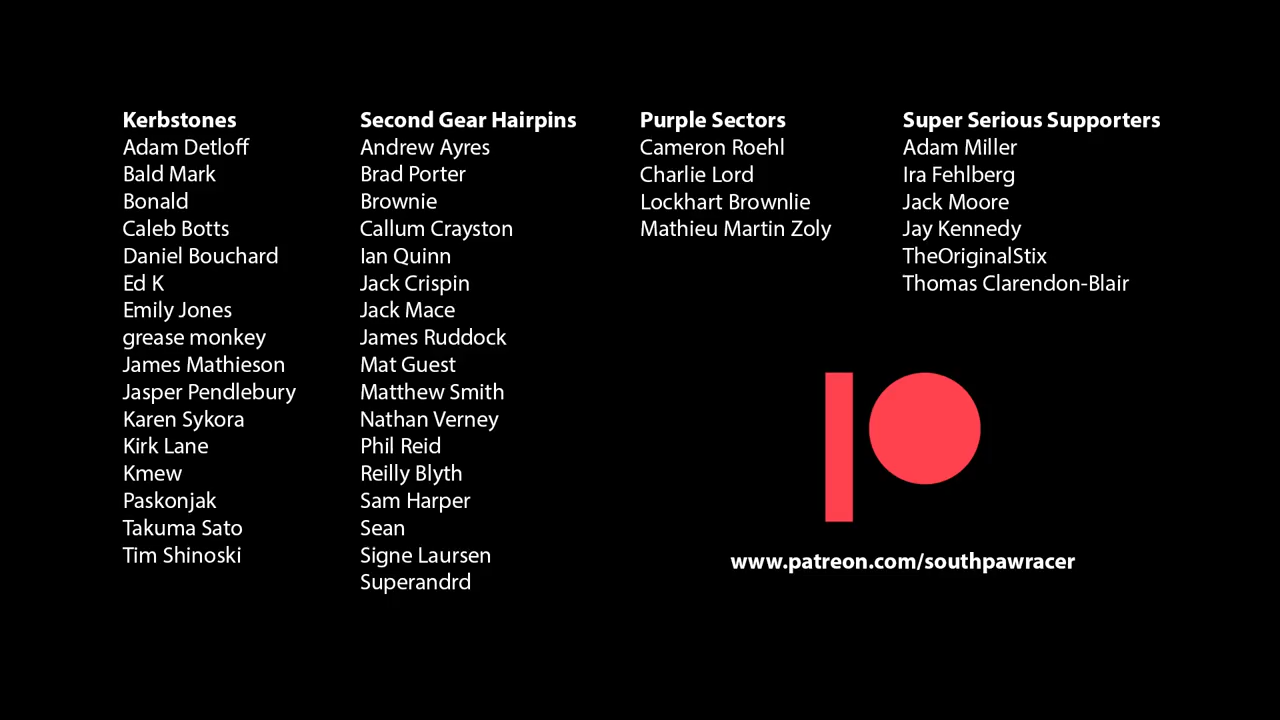 Kerbstones
Adam Detloff
Bald Mark
Bonald
Caleb Botts
Daniel Bouchard
Ed K
Emily Jones
grease monkey
James Mathieson
Jasper Pendlebury
Karen Sykora
Kirk Lane
Kmew
Paskonjak
Takuma Sato
Tim Shinoski
Second Gear Hairpins
Andrew Ayres
Brad Porter
Brownie
Callum Crayston
Ian Quinn
Jack Crispin
Jack Mace
James Ruddock
Mat Guest
Matthew Smith
Nathan Verney
Phil Reid
Reilly Blyth
Sam Harper
Sean
Signe Laursen
Superandrd
Purple Sectors
Cameron Roehl
Charlie Lord
Lockhart Brownlie
Mathieu Martin Zoly
Super Serious Supporters
Adam Miller
Ira Fehlberg
Jack Moore
Jay Kennedy
TheOriginalStix
Thomas Clarendon-Blair
www.patreon.com/southpawracer